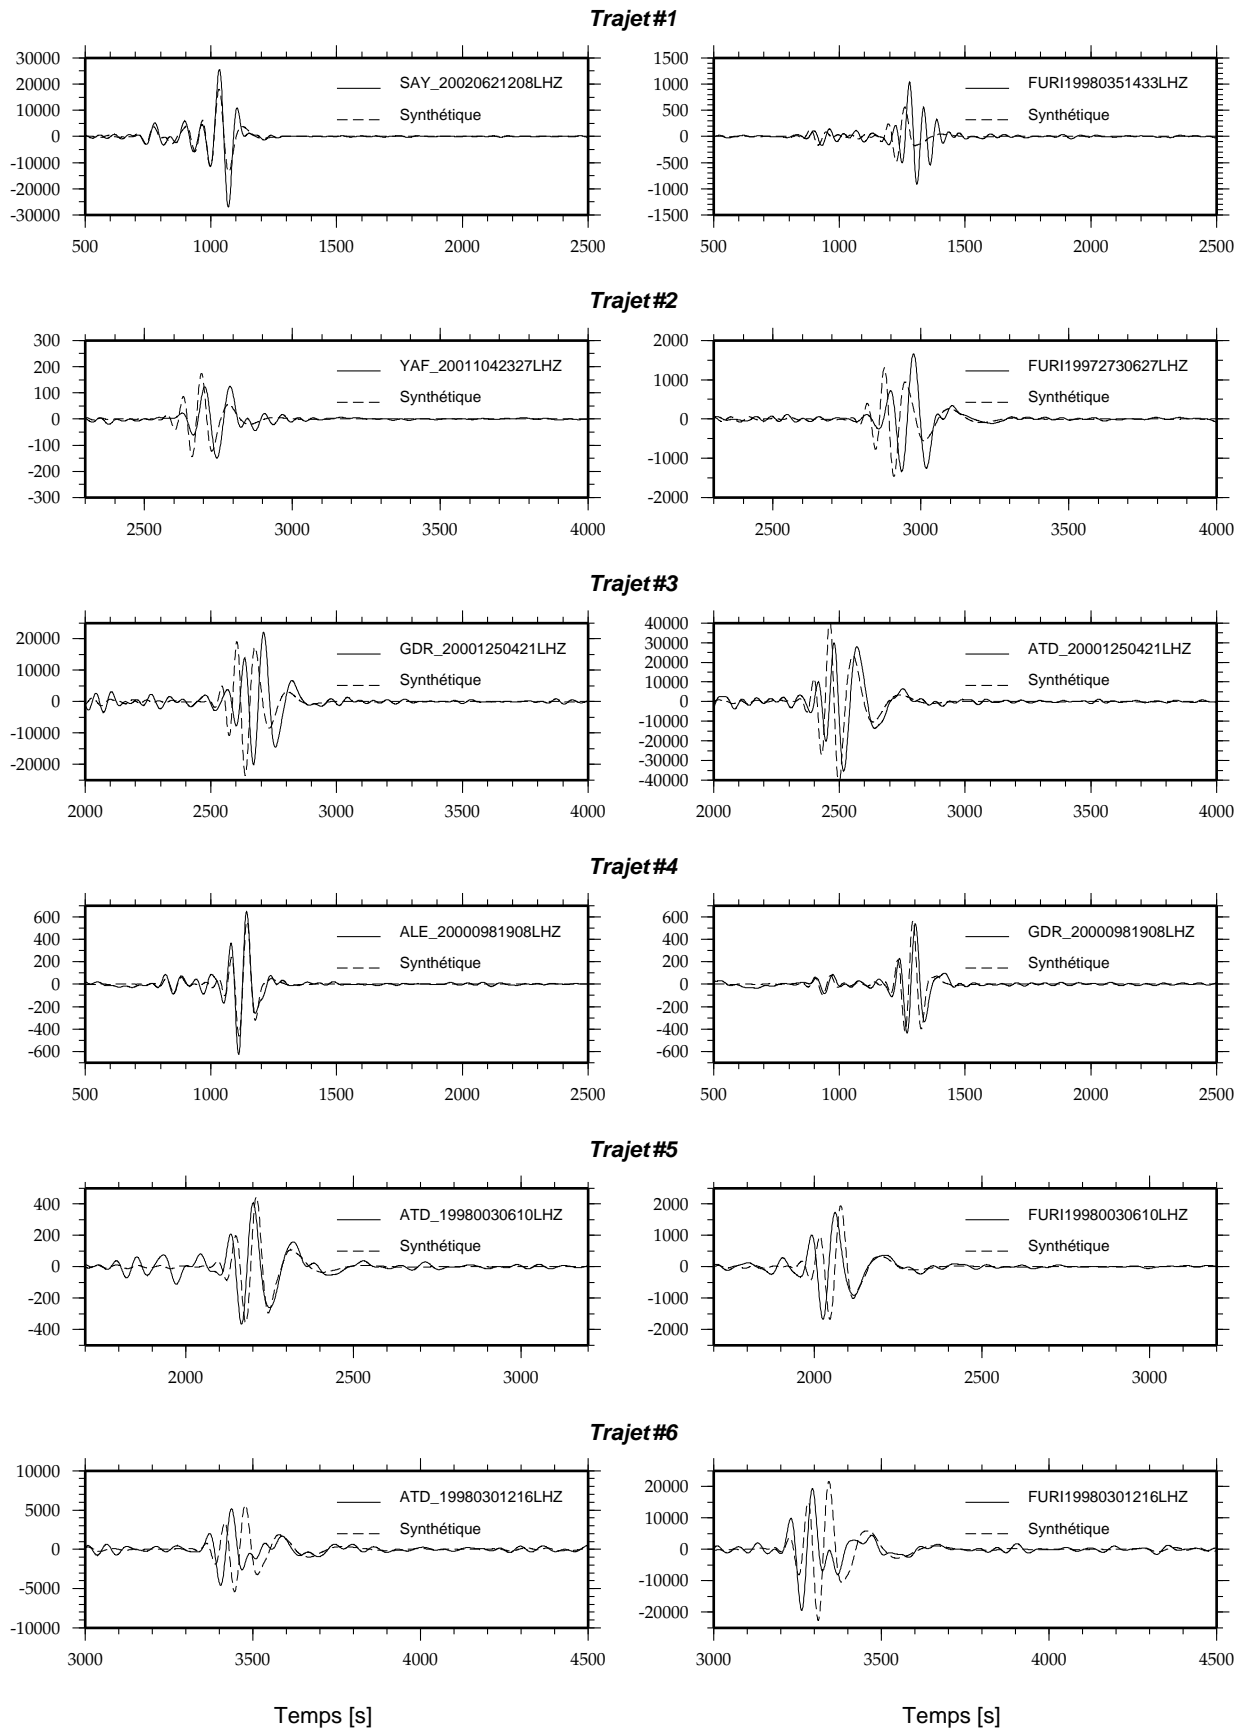 Trajet#1
30000
20000
10000
0
-10000
-20000
-30000
500 1000 1500 2000 2500
SAY_20020621208LHZ
Synthétique
1500
1000
500
0
-500
-1000
-1500
500 1000 1500 2000 2500
FURI19980351433LHZ
Synthétique
Trajet#2
300
200
100
0
-100
-200
-300
2500 3000 3500 4000
YAF_20011042327LHZ
Synthétique
2000
1000
0
-1000
-2000
2500 3000 3500 4000
FURI19972730627LHZ
Synthétique
Trajet#3
20000
10000
0
-10000
-20000
2000 2500 3000 3500 4000
GDR_20001250421LHZ
Synthétique
40000
30000
20000
10000
0
-10000
-20000
-30000
-40000
2000 2500 3000 3500 4000
ATD_20001250421LHZ
Synthétique
Trajet#4
600
400
200
0
-200
-400
-600
500 1000 1500 2000 2500
ALE_20000981908LHZ
Synthétique
600
400
200
0
-200
-400
-600
500 1000 1500 2000 2500
GDR_20000981908LHZ
Synthétique
Trajet#5
400
200
0
-200
-400
2000 2500 3000
ATD_19980030610LHZ
Synthétique
2000
1000
0
-1000
-2000
2000 2500 3000
FURI19980030610LHZ
Synthétique
Trajet#6
10000
5000
0
-5000
-10000
3000 3500 4000 4500
ATD_19980301216LHZ
Synthétique
20000
10000
0
-10000
-20000
3000 3500 4000 4500
FURI19980301216LHZ
Synthétique
Temps [s]
Temps [s]